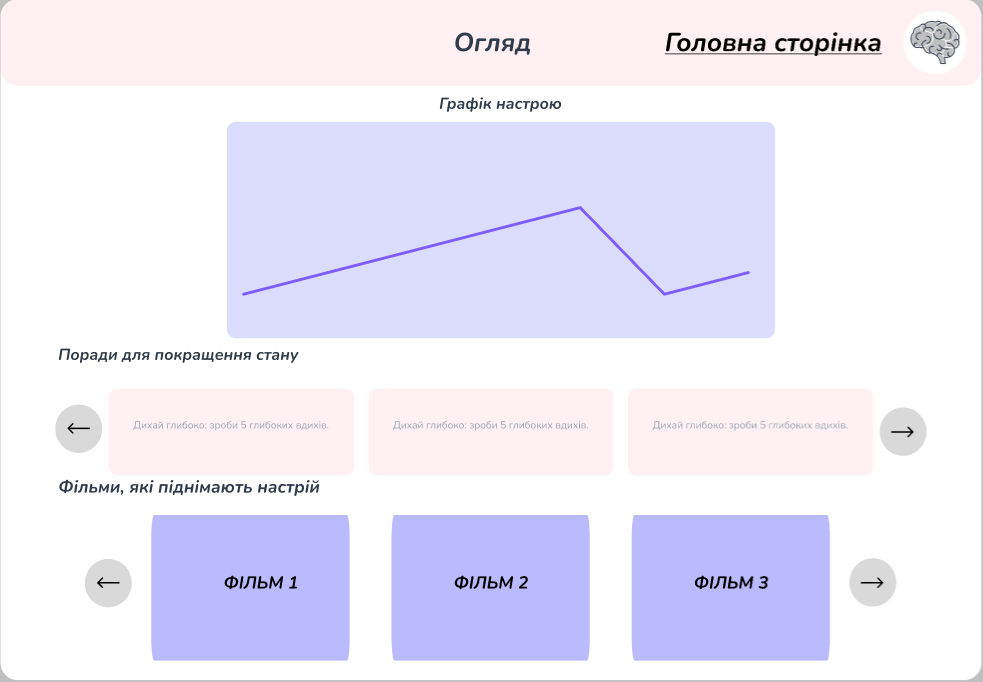 Огляд
Головна сторінка
Графік настрою
Поради для покращення стану
Дихай глибоко: зроби 5 глибоких вдихів.
Дихай глибоко: зроби 5 глибоких вдихів.
Дихай глибоко: зроби 5 глибоких вдихів.
Фільми, які піднімають настрій
ФІЛЬМ 1
ФІЛЬМ 2
ФІЛЬМ 3